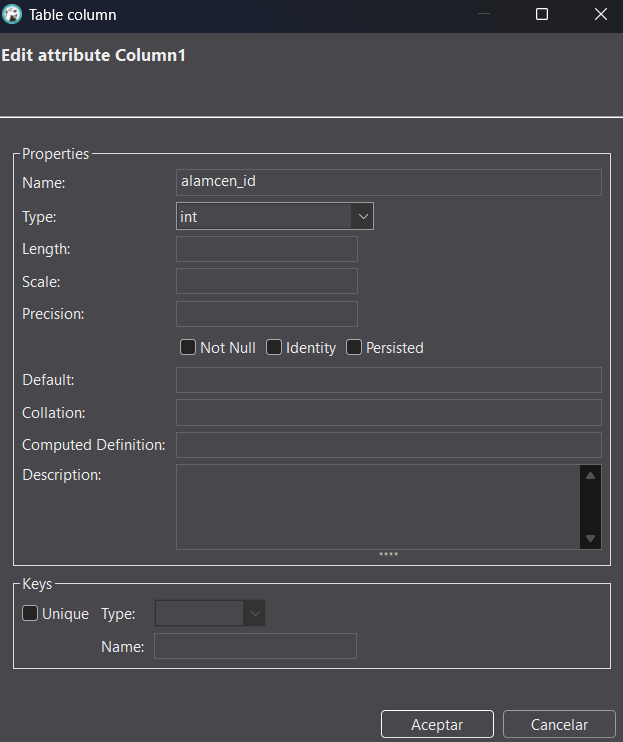 Table column
Edit attribute Column1
Properties
Name: alamcen_id
Type: int
Length:
Scale:
Precision:
Not Null Identity Persisted
Default:
Collation:
Computed Definition:
Description:
Keys
Unique Type:
Name:
Aceptar Cancelar